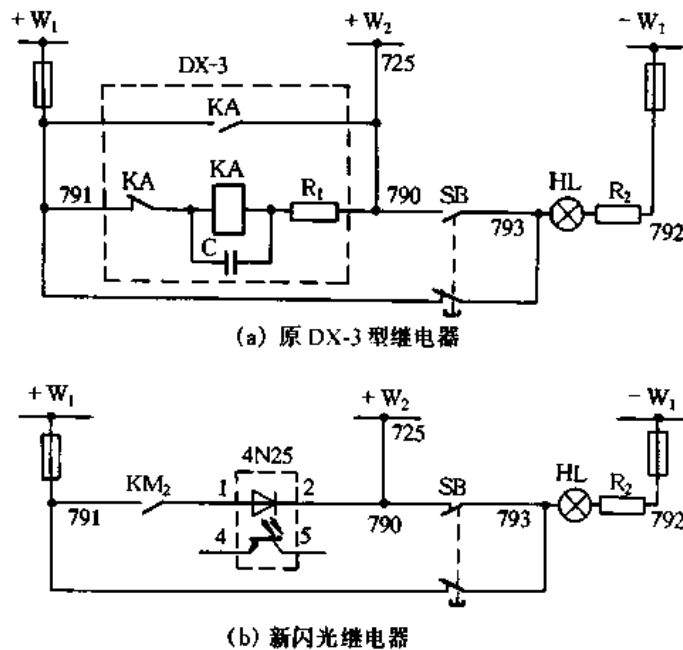 +W₁ +W₂ -W₁
DX-3 725
KA
KA KA R₁ HL
791 790 SB R₂
C 793 792
(a) 原 DX-3 型继电器
+W₁ +W₂ -W₁
725
4N25 HL
KM₂ 1 2 SB R₂
791 790 793 792
4 5
(b) 新闪光继电器